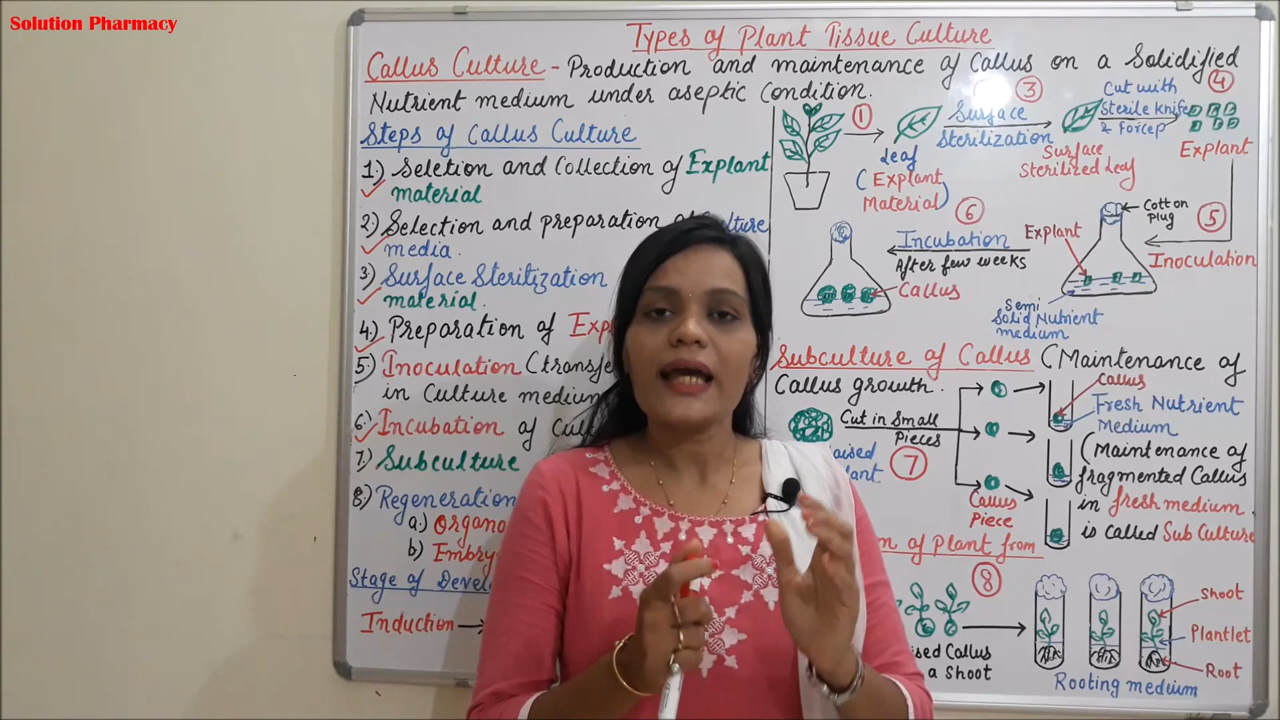 Solution Pharmacy
Types of Plant Tissue Culture
Callus Culture - Production and maintenance of Callus on a Solidified
Nutrient medium under aseptic Condition.
Steps of Callus Culture
1.) Seletion and Collection of Explant
material
2.) Selection and preparation of Culture
media.
3.) Surface Steritization
material.
4.) Preparation of
5.) Inoculation
in Culture medium
6.) Incubation of
7.) Subculture
8.) Regeneration
a.)
b.)
Stage of
Induction
1
Leaf
(Explant
Material)
Surface
Sterilization
3
Surface
Sterilized Leaf
Cut with
Sterile knife
& forcep
4
Explant
5
Inoculation
Cotton
plug
Explant
Semi
Solid Nutrient
medium
6
Incubation
After few weeks
Callus
Subculture of Callus (Maintenance of
Callus growth.
Cut in Small
Pieces
7
Callus
Piece
Callus
Fresh Nutrient
Medium
(Maintenance of
fragmented Callus
in fresh medium
is called Sub Culture
of Plant from
8
Callus
a Shoot
Shoot
Plantlet
Root
Rooting medium